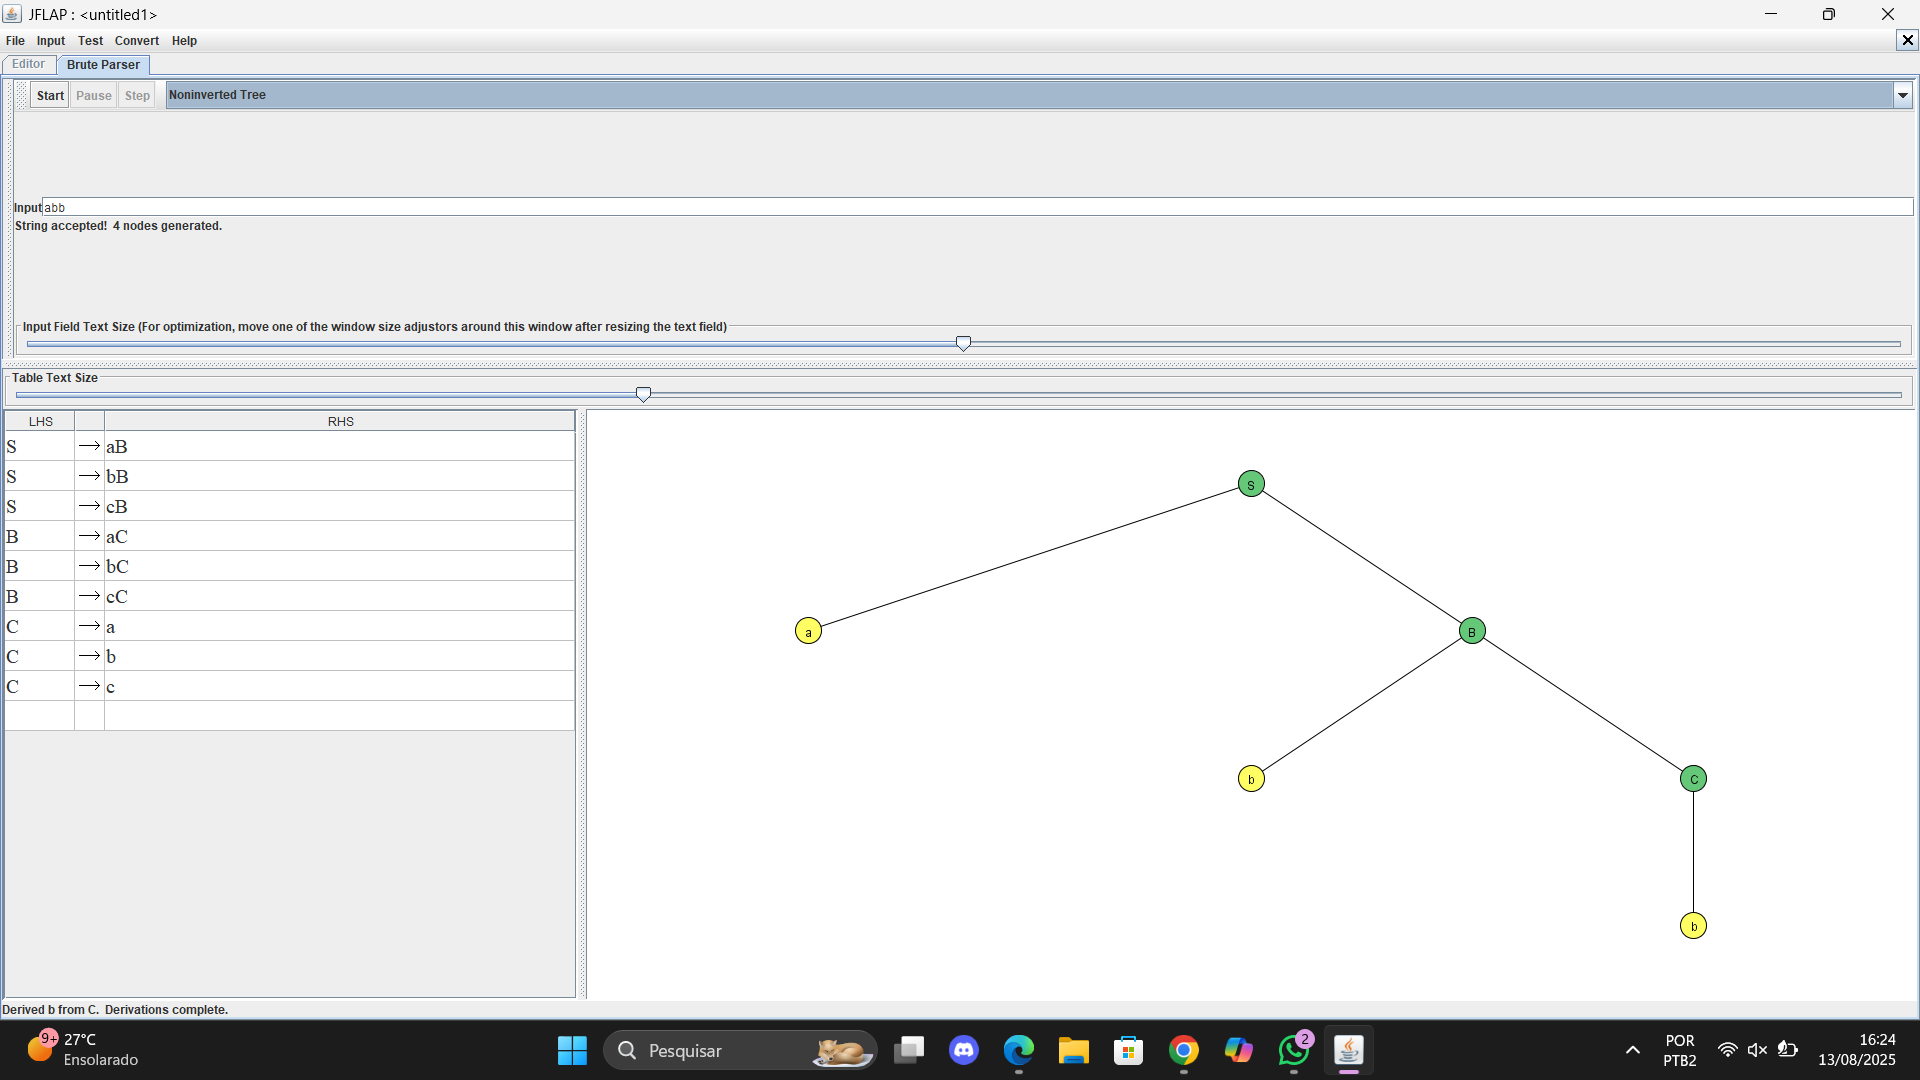 JFLAP : <untitled1>
File Input Test Convert Help
Editor Brute Parser
Start Pause Step Noninverted Tree
Input abb
String accepted! 4 nodes generated.
Input Field Text Size (For optimization, move one of the window size adjustors around this window after resizing the text field)
Table Text Size
LHS RHS
S → aB
S → bB
S → cB
B → aC
B → bC
B → cC
C → a
C → b
C → c
S
a B
b C
b
Derived b from C. Derivations complete.
9+ 27°C
Ensolarado
Pesquisar
2
POR
PTB2
16:24
13/08/2025